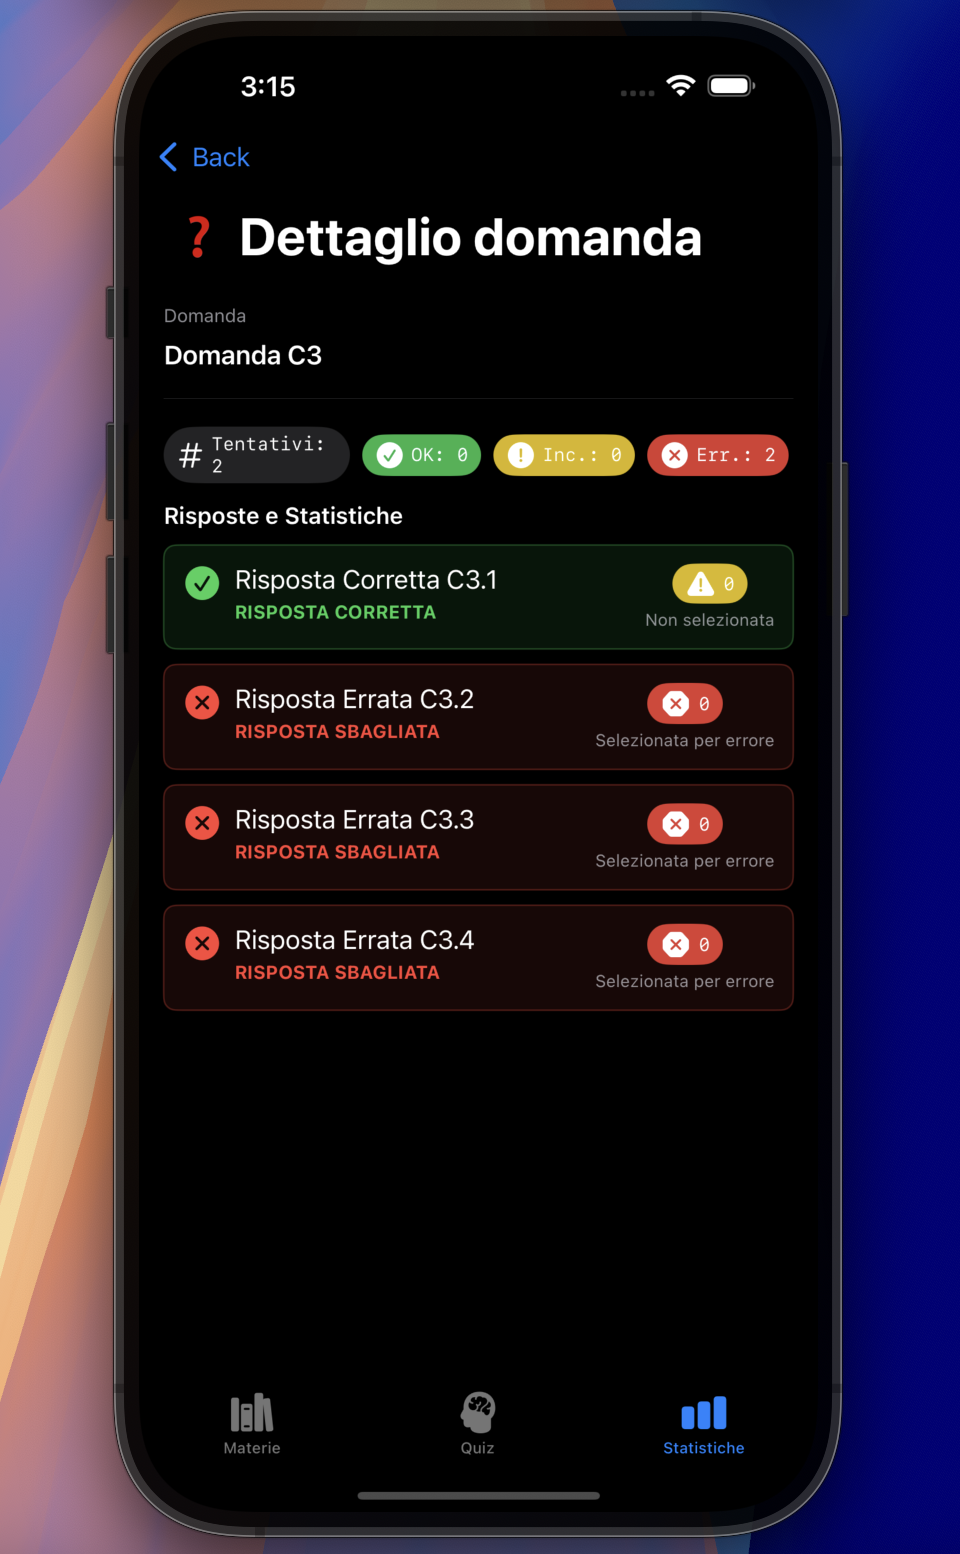 3:15
Back
❓ Dettaglio domanda
Domanda
Domanda C3
# Tentativi:
2
OK: 0
Inc.: 0
Err.: 2
Risposte e Statistiche
Risposta Corretta C3.1
RISPOSTA CORRETTA
0
Non selezionata
Risposta Errata C3.2
RISPOSTA SBAGLIATA
0
Selezionata per errore
Risposta Errata C3.3
RISPOSTA SBAGLIATA
0
Selezionata per errore
Risposta Errata C3.4
RISPOSTA SBAGLIATA
0
Selezionata per errore
Materie
Quiz
Statistiche